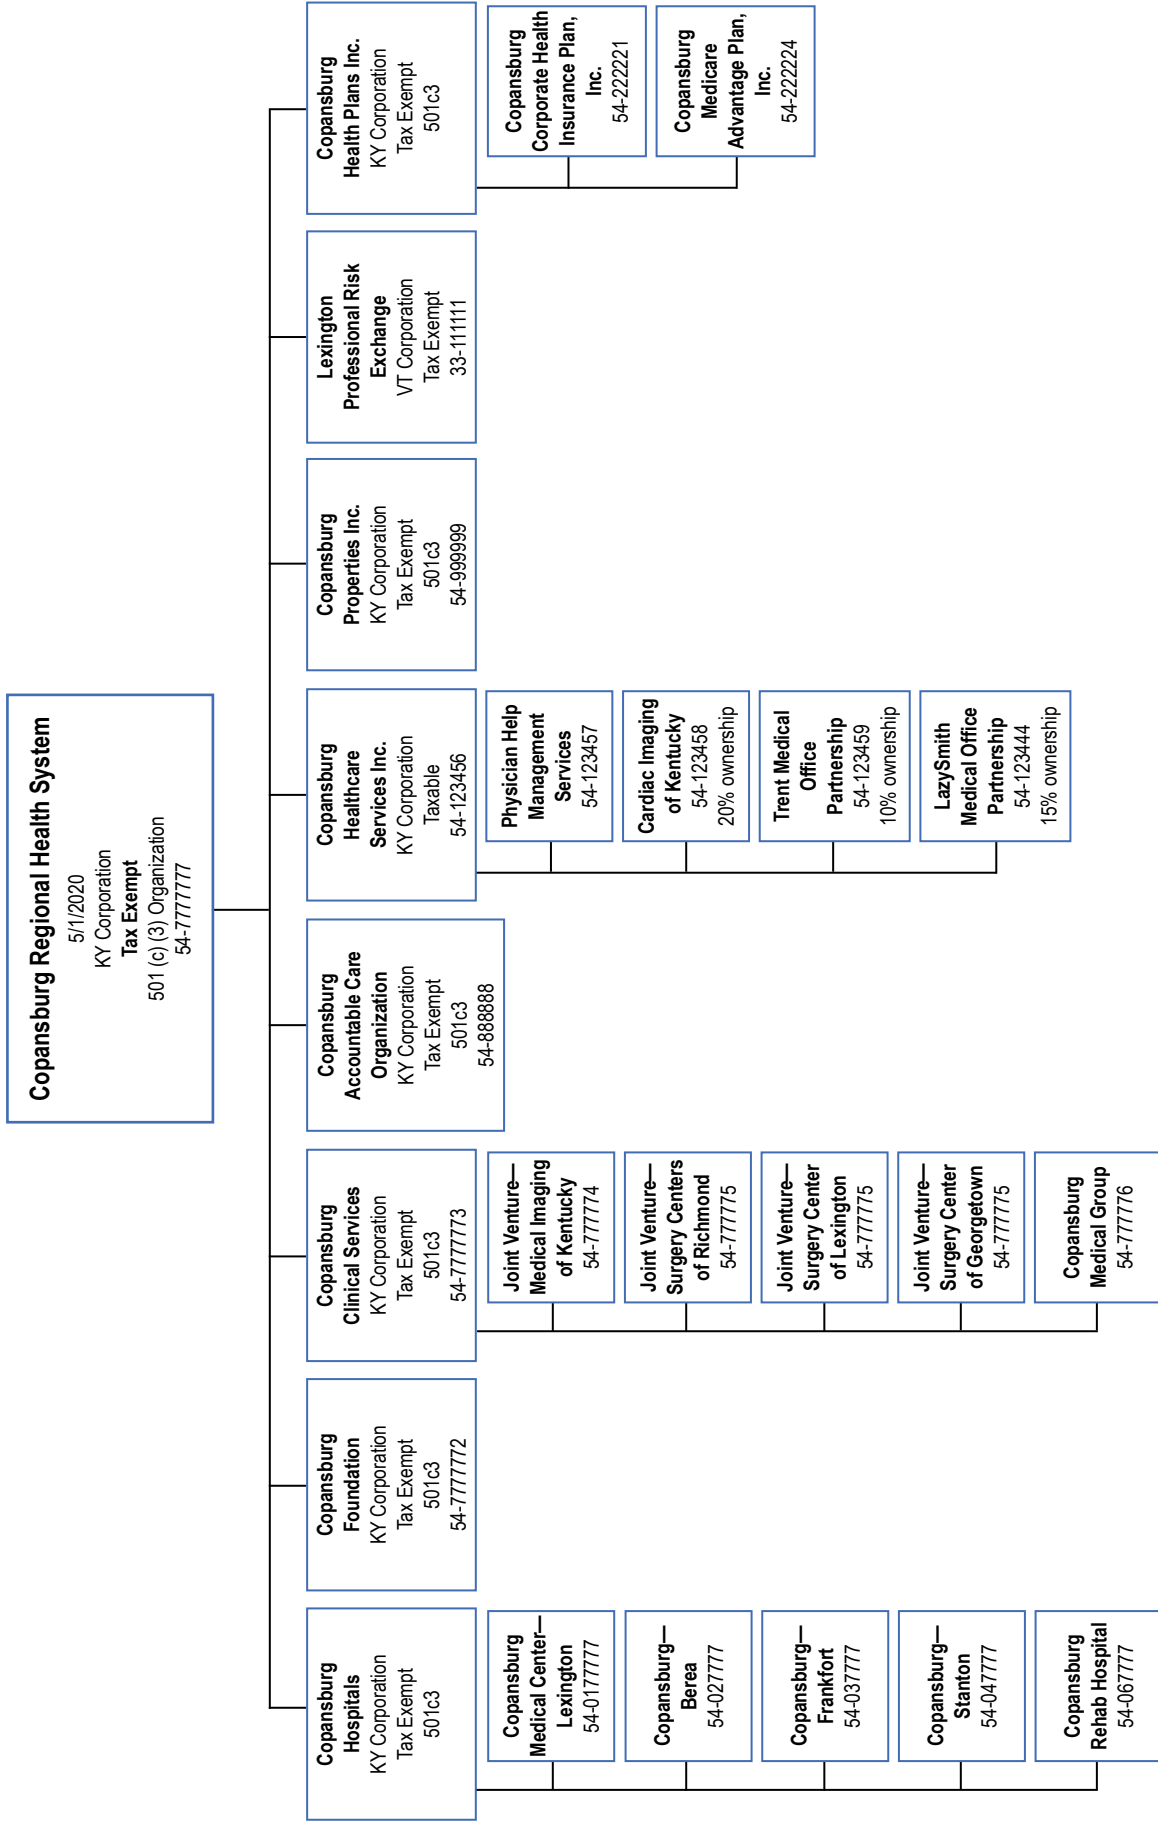 Copansburg Regional Health System
5/1/2020
KY Corporation
Tax Exempt
501 (c) (3) Organization
54-7777777
Copansburg
Hospitals
KY Corporation
Tax Exempt
501c3
Copansburg
Medical Center—
Lexington
54-017777
Copansburg—
Berea
54-027777
Copansburg—
Frankfort
54-037777
Copansburg—
Stanton
54-047777
Copansburg
Rehab Hospital
54-067777
Copansburg
Foundation
KY Corporation
Tax Exempt
501c3
54-7777772
Copansburg
Clinical Services
KY Corporation
Tax Exempt
501c3
54-7777773
Joint Venture—
Medical Imaging
of Kentucky
54-777774
Joint Venture—
Surgery Centers
of Richmond
54-777775
Joint Venture—
Surgery Center
of Lexington
54-777775
Joint Venture—
Surgery Center
of Georgetown
54-777775
Copansburg
Medical Group
54-777776
Copansburg
Accountable Care
Organization
KY Corporation
Tax Exempt
501c3
54-888888
Copansburg
Healthcare
Services Inc.
KY Corporation
Taxable
54-123456
Physician Help
Management
Services
54-123457
Cardiac Imaging
of Kentucky
54-123458
20% ownership
Trent Medical
Office
Partnership
54-123459
10% ownership
LazySmith
Medical Office
Partnership
54-123444
15% ownership
Copansburg
Properties Inc.
KY Corporation
Tax Exempt
501c3
54-999999
Lexington
Professional Risk
Exchange
VT Corporation
Tax Exempt
33-111111
Copansburg
Health Plans Inc.
KY Corporation
Tax Exempt
501c3
Copansburg
Corporate Health
Insurance Plan,
Inc.
54-222221
Copansburg
Medicare
Advantage Plan,
Inc.
54-222224